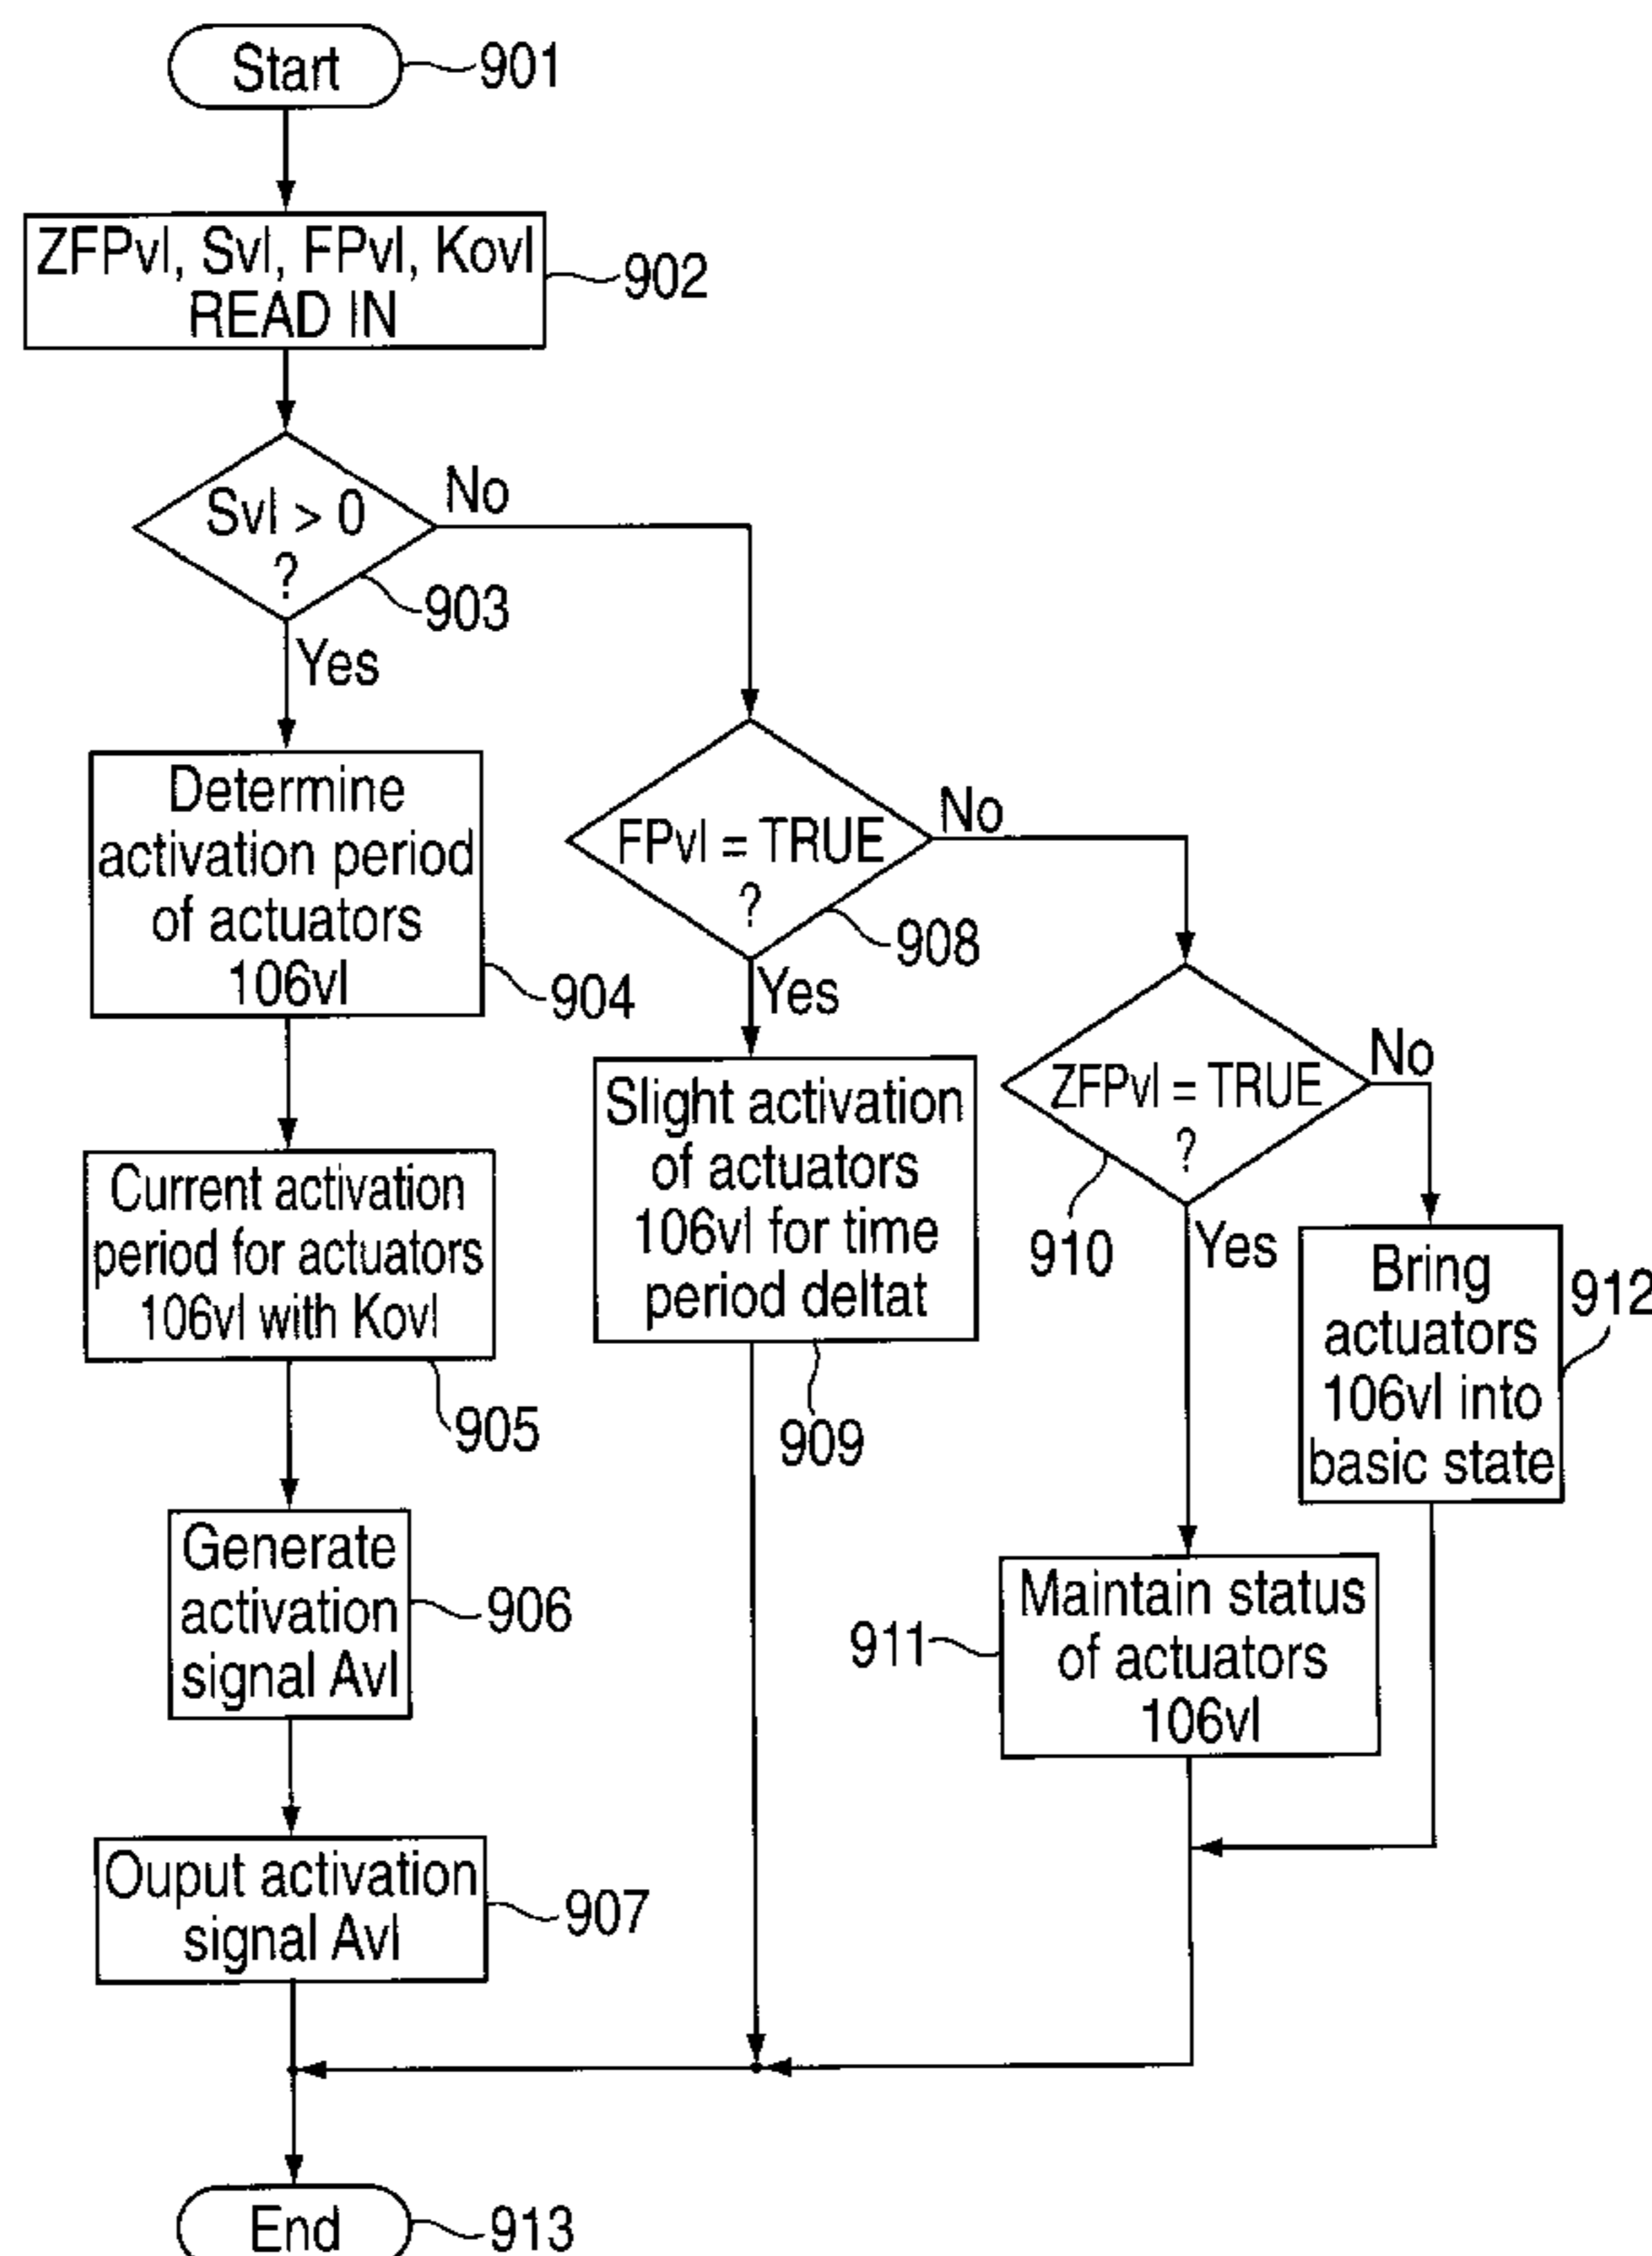 Start
901
ZFPvl, Svl, FPvl, Kovl
READ IN
902
Svl > 0
?
No
903
Yes
Determine
activation period
of actuators
106vl
904
Current activation
period for actuators
106vl with Kovl
905
Generate
activation
signal Avl
906
Ouput activation
signal Avl
907
FPvl = TRUE
?
No
908
Yes
Slight activation
of actuators
106vl for time
period deltat
909
ZFPvl = TRUE
?
No
910
Yes
Maintain status
of actuators
106vl
911
Bring
actuators
106vl into
basic state
912
End
913